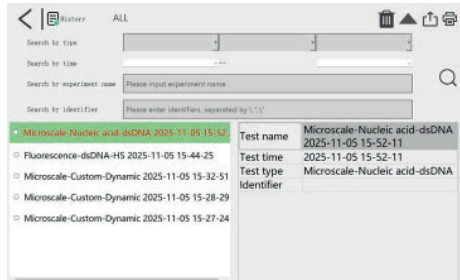 History ALL
Search by type
Search by time
Search by experiment name Please input experiment name
Search by identifier Please enter identifiers, separated by \,\
Microscale-Nucleic acid-dsDNA 2025-11-05 15-52-
Fluorescence-dsDNA-HS 2025-11-05 15-44-25
Microscale-Custom-Dynamic 2025-11-05 15-32-51
Microscale-Custom-Dynamic 2025-11-05 15-28-29
Microscale-Custom-Dynamic 2025-11-05 15-27-24
Test name Microscale-Nucleic acid-dsDNA
2025-11-05 15-52-11
Test time 2025-11-05 15-52-11
Test type Microscale-Nucleic acid-dsDNA
Identifier